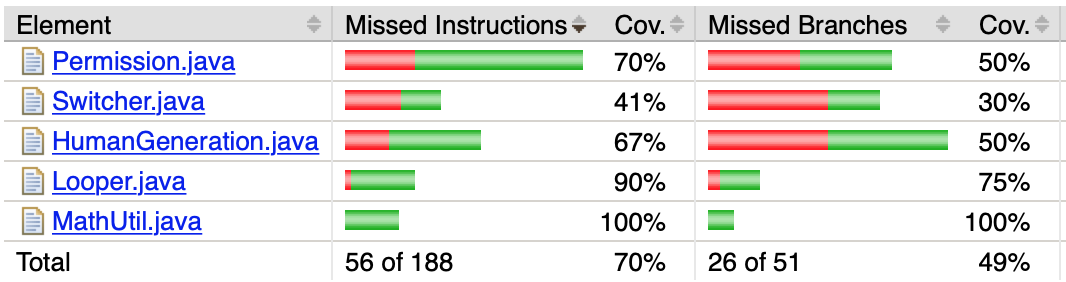 Element Missed Instructions Cov. Missed Branches Cov.
Permission.java 70% 50%
Switcher.java 41% 30%
HumanGeneration.java 67% 50%
Looper.java 90% 75%
MathUtil.java 100% 100%
Total 56 of 188 70% 26 of 51 49%